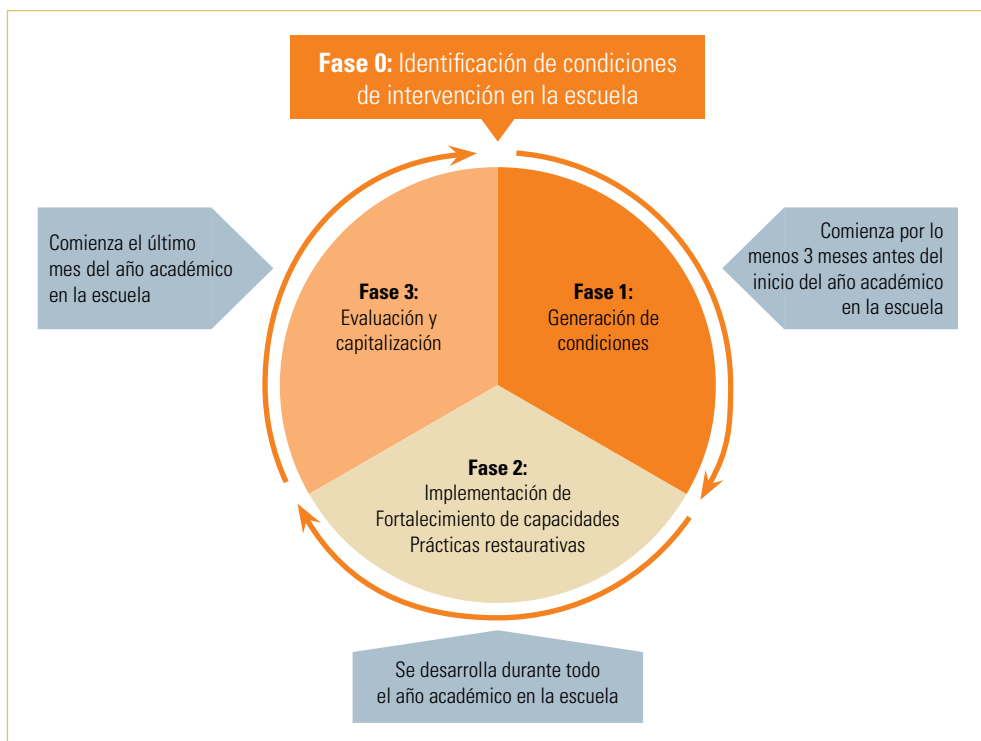 Fase 0: Identificación de condiciones
de intervención en la escuela
Comienza el último
mes del año académico
en la escuela
Comienza por lo
menos 3 meses antes del
inicio del año académico
en la escuela
Fase 3:
Evaluación y
capitalización
Fase 1:
Generación de
condiciones
Fase 2:
Implementación de
Fortalecimiento de capacidades
Prácticas restaurativas
Se desarrolla durante todo
el año académico en la escuela